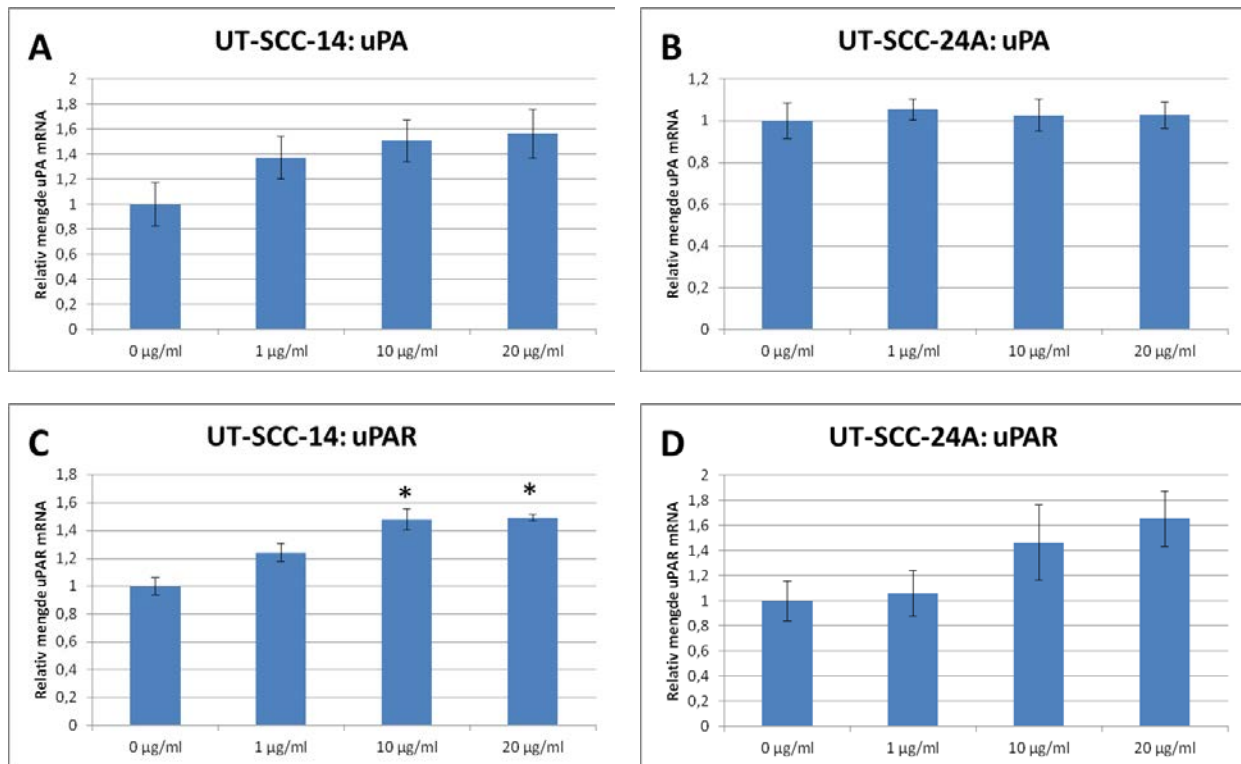 A
UT-SCC-14: uPA
Relativ mengde uPA mRNA
2
1,8
1,6
1,4
1,2
1
0,8
0,6
0,4
0,2
0
0 µg/ml 1 µg/ml 10 µg/ml 20 µg/ml
B
UT-SCC-24A: uPA
Relativ mengde uPA mRNA
1,2
1
0,8
0,6
0,4
0,2
0
0 µg/ml 1 µg/ml 10 µg/ml 20 µg/ml
C
UT-SCC-14: uPAR
Relativ mengde uPAR mRNA
1,8
1,6
1,4
1,2
1
0,8
0,6
0,4
0,2
0
* *
0 µg/ml 1 µg/ml 10 µg/ml 20 µg/ml
D
UT-SCC-24A: uPAR
Relativ mengde uPAR mRNA
2
1,8
1,6
1,4
1,2
1
0,8
0,6
0,4
0,2
0
0 µg/ml 1 µg/ml 10 µg/ml 20 µg/ml